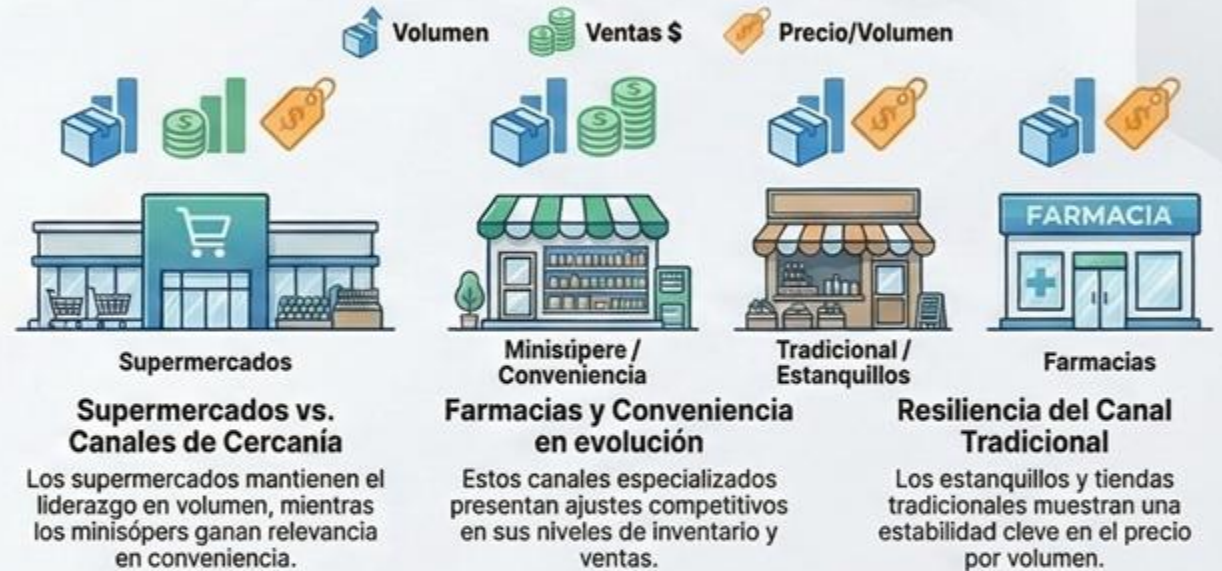 Volumen
Ventas $
Precio/Volumen
FARMACIA
Supermercados
Minisúpere /
Conveniencia
Tradicional /
Estanquillos
Farmacias
Supermercados vs.
Canales de Cercanía
Los supermercados mantienen el
liderazgo en volumen, mientras
los minisópers ganan relevancia
en conveniencia.
Farmacias y Conveniencia
en evolución
Estos canales especializados
presentan ajustes competitivos
en sus niveles de inventario y
ventas.
Resiliencia del Canal
Tradicional
Los estanquillos y tiendas
tradicionales muestran una
estabilidad cleve en el precio
por volumen.